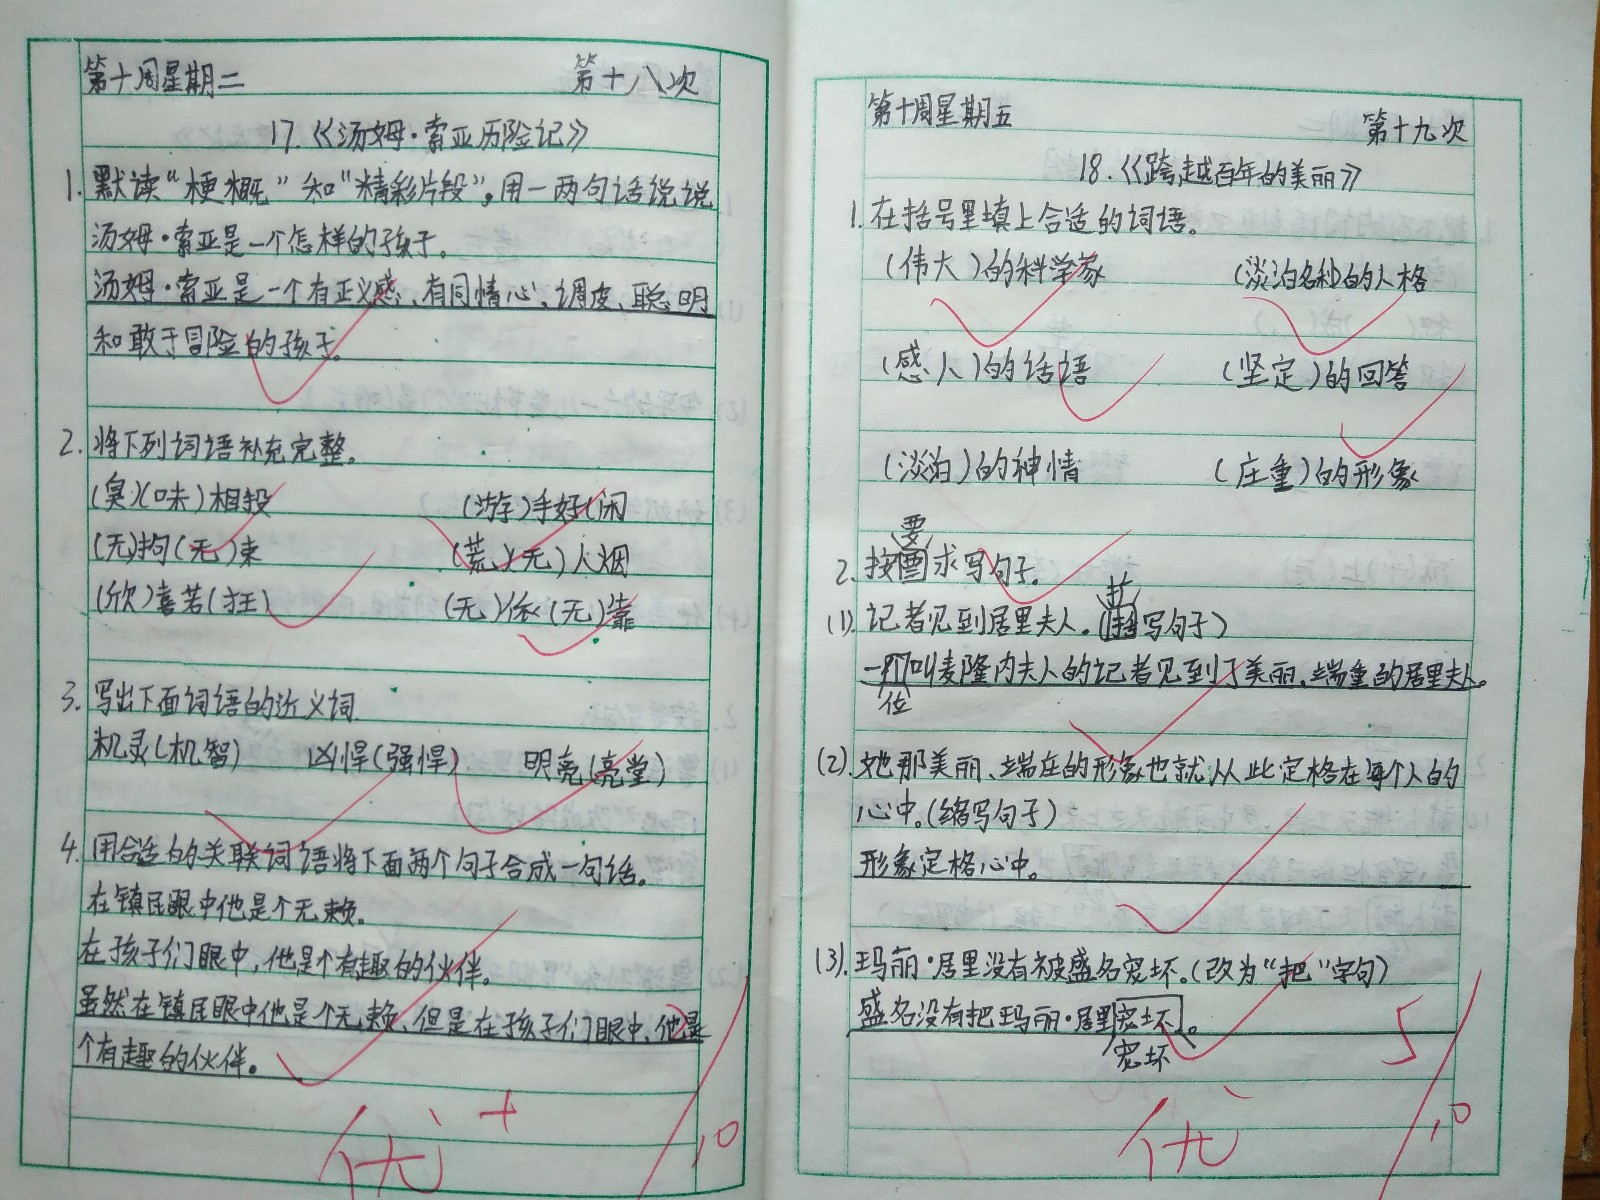 第十周星期二 第十八次
17.《汤姆·索亚历险记》
1. 默读“梗概”和“精彩片段”,用一两句话说说
汤姆·索亚是一个怎样的孩子。
汤姆·索亚是一个有正义感、有同情心、调皮、聪明
和敢于冒险的孩子。
2. 将下列词语补充完整。
(臭)(味)相投 (游)手好(闲
(无)拘(无)束 (荒)(无)人烟
(欣)喜若(狂) (无)依(无)靠
3. 写出下面词语的近义词
机灵(机智) 凶悍(强悍) 明亮(亮堂)
4. 用合适的关联词语将下面两个句子合成一句话。
在镇民眼中他是个无赖。
在孩子们眼中,他是个有趣的伙伴。
虽然在镇民眼中他是个无赖,但是在孩子们眼中,他是
个有趣的伙伴。
优+
10
第十周星期五 第十九次
18.《跨越百年的美丽》
1. 在括号里填上合适的词语。
(伟大)的科学家 (淡泊名利)的人格
(感人)的话语 (坚定)的回答
(淡泊)的神情 (庄重)的形象
要
2. 按求写句子.
扩
(1). 记者见到居里夫人。(写句子)
一个叫麦隆内夫人的记者见到了美丽、端重的居里夫人。
位
(2). 她那美丽、端庄的形象也就从此定格在每个人的
心中。(缩写句子)
形象定格心中。
(3). 玛丽·居里没有被盛名宠坏。(改为“把”字句)
盛名没有把玛丽·居里宠坏。
宠坏
5
优
10